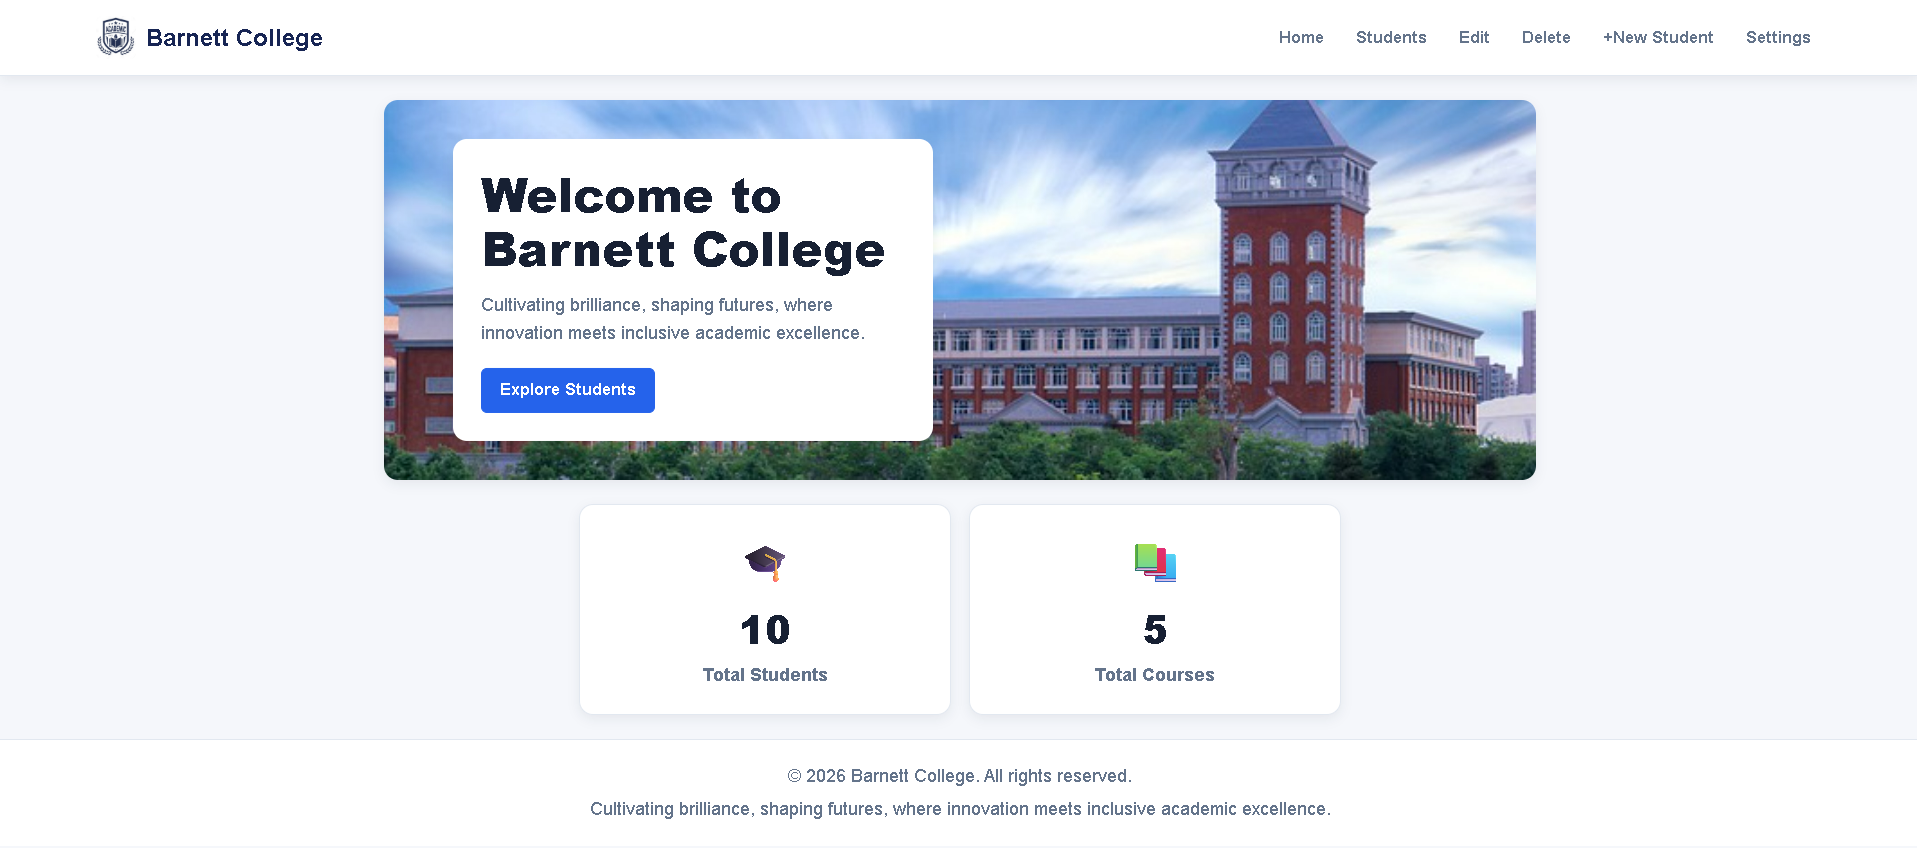 ACADEMIC
Barnett College
Home
Students
Edit
Delete
+New Student
Settings
Welcome to
Barnett College
Cultivating brilliance, shaping futures, where
innovation meets inclusive academic excellence.
Explore Students
10
Total Students
5
Total Courses
© 2026 Barnett College. All rights reserved.
Cultivating brilliance, shaping futures, where innovation meets inclusive academic excellence.